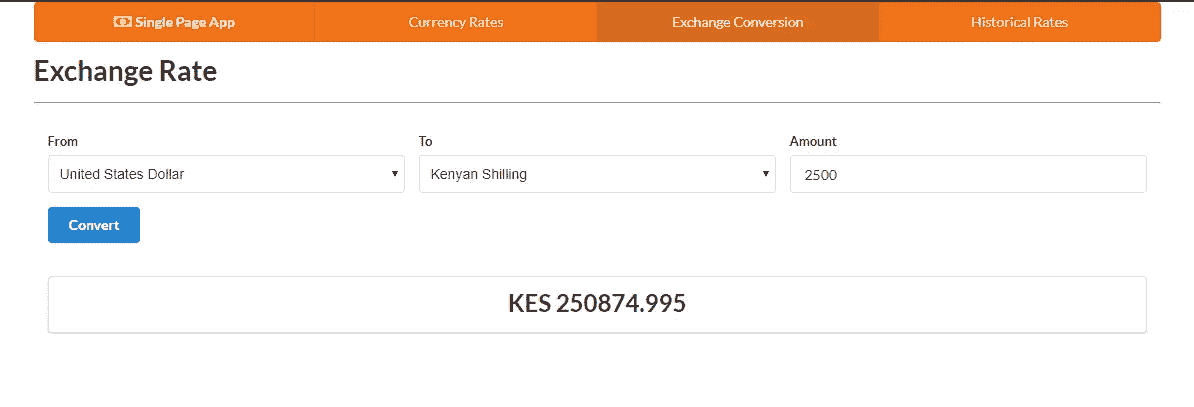 Single Page App Currency Rates Exchange Conversion Historical Rates
Exchange Rate
From To Amount
United States Dollar Kenyan Shilling 2500
Convert
KES 250874.995